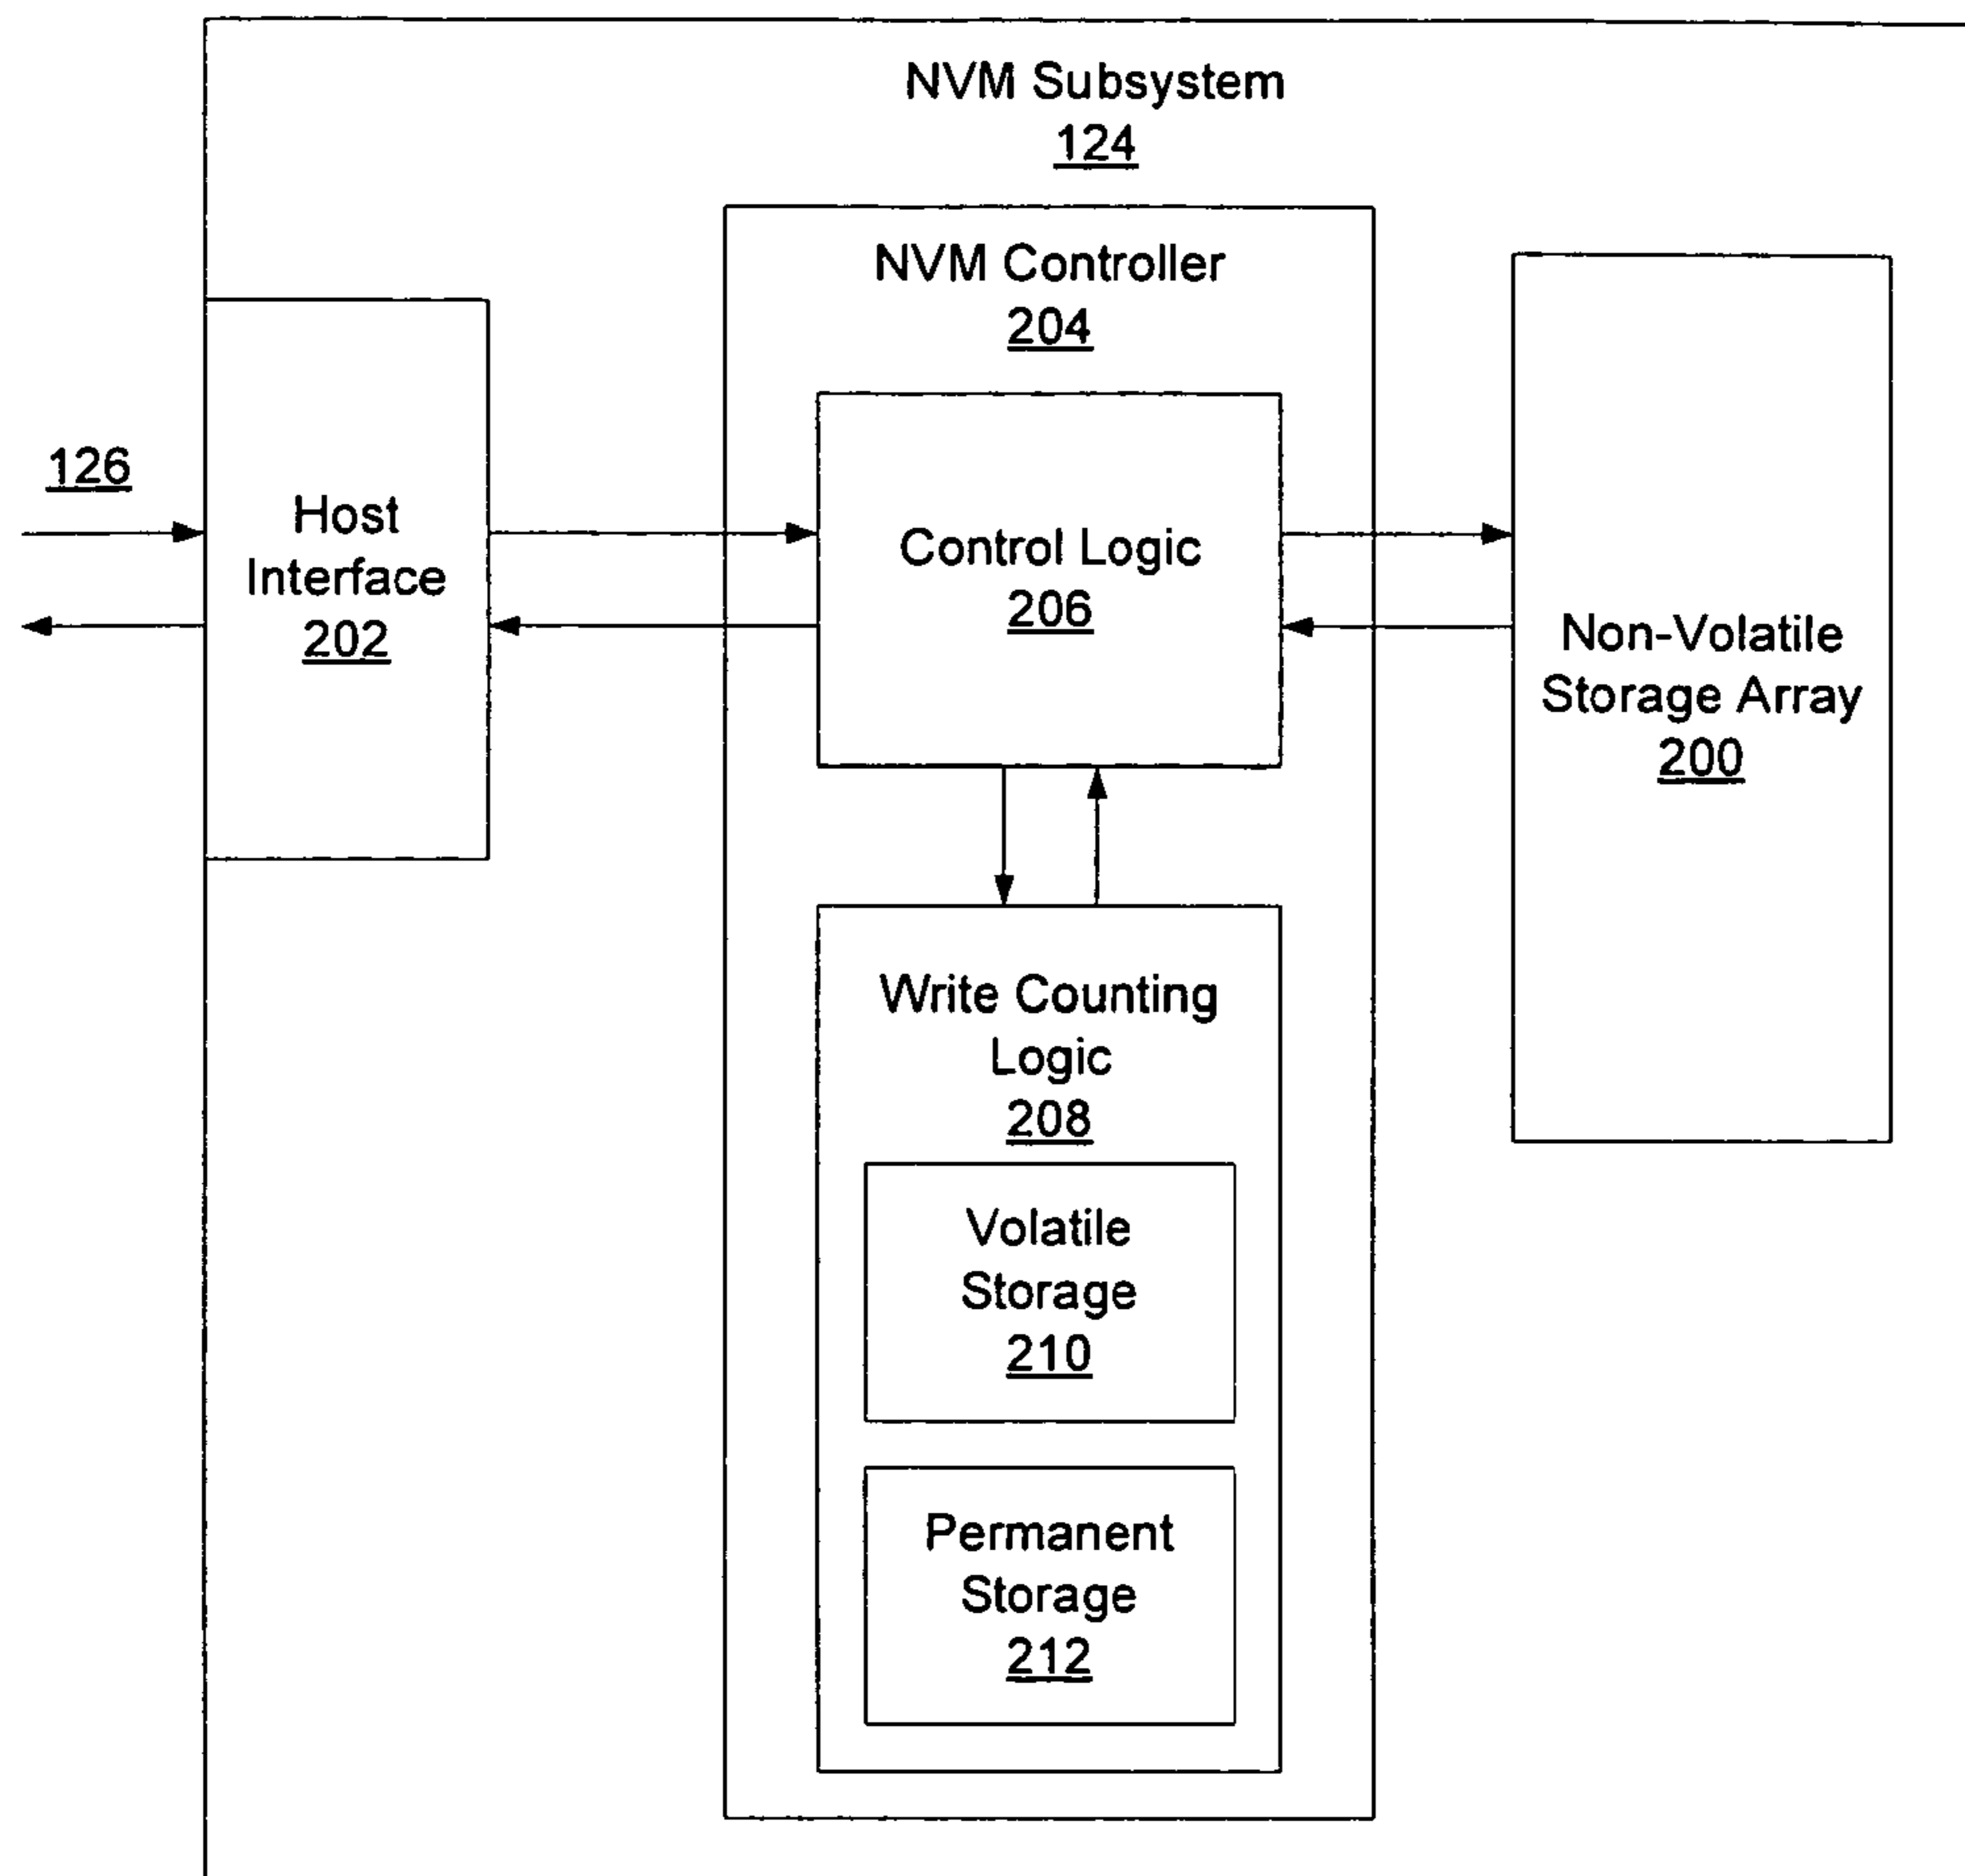 NVM Subsystem
124
NVM Controller
204
126
Host
Interface
202
Control Logic
206
Non-Volatile
Storage Array
200
Write Counting
Logic
208
Volatile
Storage
210
Permanent
Storage
212